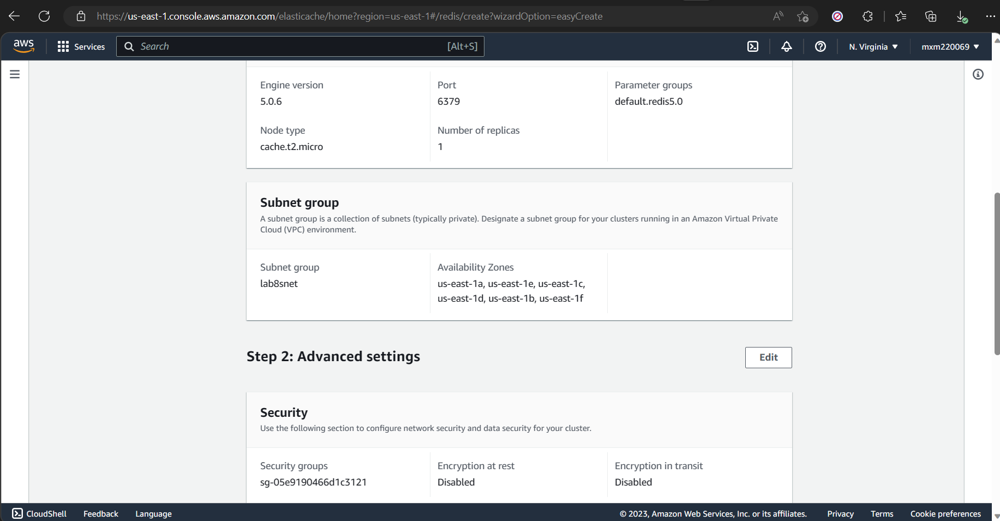 https://us-east-1.console.aws.amazon.com/elasticache/home?region=us-east-1#/redis/create?wizardOption=easyCreate
aws Services Search [Alt+S] N. Virginia mxm220069
Engine version Port Parameter groups
5.0.6 6379 default.redis5.0
Node type Number of replicas
cache.t2.micro 1
Subnet group
A subnet group is a collection of subnets (typically private). Designate a subnet group for your clusters running in an Amazon Virtual Private
Cloud (VPC) environment.
Subnet group Availability Zones
lab8snet us-east-1a, us-east-1e, us-east-1c,
us-east-1d, us-east-1b, us-east-1f
Step 2: Advanced settings Edit
Security
Use the following section to configure network security and data security for your cluster.
Security groups Encryption at rest Encryption in transit
sg-05e9190466d1c3121 Disabled Disabled
CloudShell Feedback Language © 2023, Amazon Web Services, Inc. or its affiliates. Privacy Terms Cookie preferences